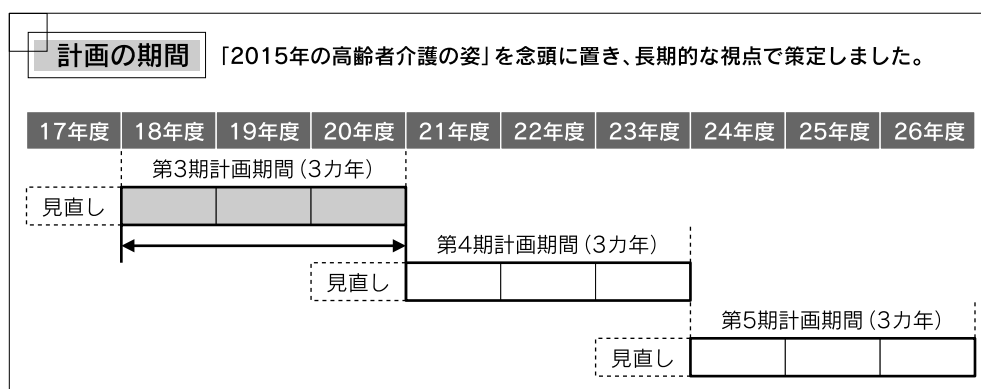 計画の期間 「2015年の高齢者介護の姿」を念頭に置き、長期的な視点で策定しました。
17年度 18年度 19年度 20年度 21年度 22年度 23年度 24年度 25年度 26年度
第3期計画期間(3カ年)
見直し
第4期計画期間(3カ年)
見直し
第5期計画期間(3カ年)
見直し